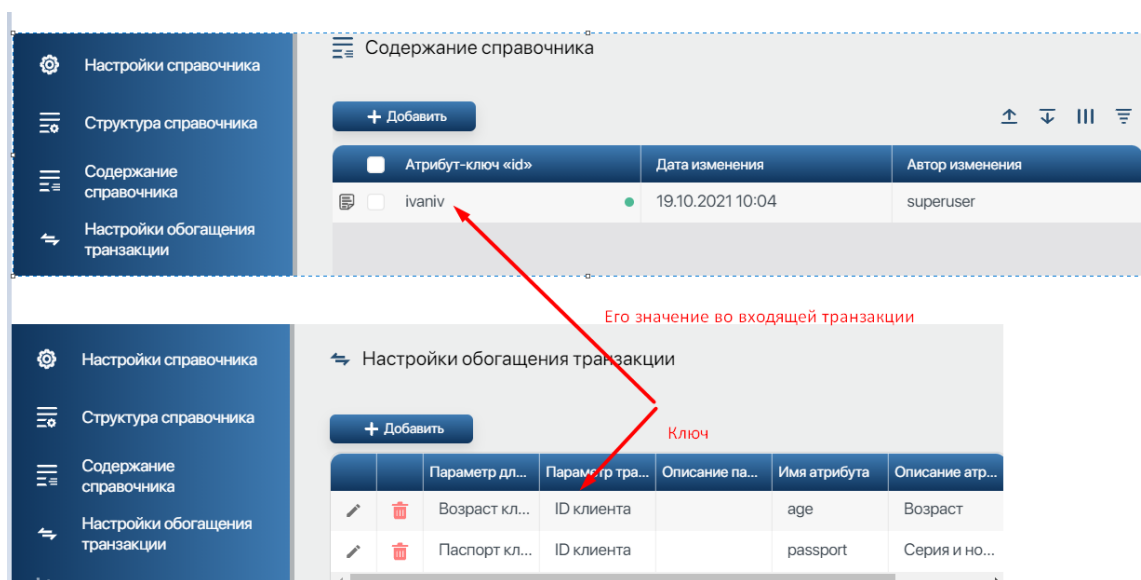 Содержание справочника
Настройки справочника
Структура справочника
Содержание
справочника
Настройки обогащения
транзакции
+ Добавить
Атрибут-ключ «id» Дата изменения Автор изменения
ivaniv 19.10.2021 10:04 superuser
Его значение во входящей транзакции
Настройки обогащения транзакции
Настройки справочника
Структура справочника
Содержание
справочника
Настройки обогащения
транзакции
+ Добавить
Ключ
Параметр дл... Параметр тра... Описание па... Имя атрибута Описание атр...
Возраст кл... ID клиента age Возраст
Паспорт кл... ID клиента passport Серия и но...